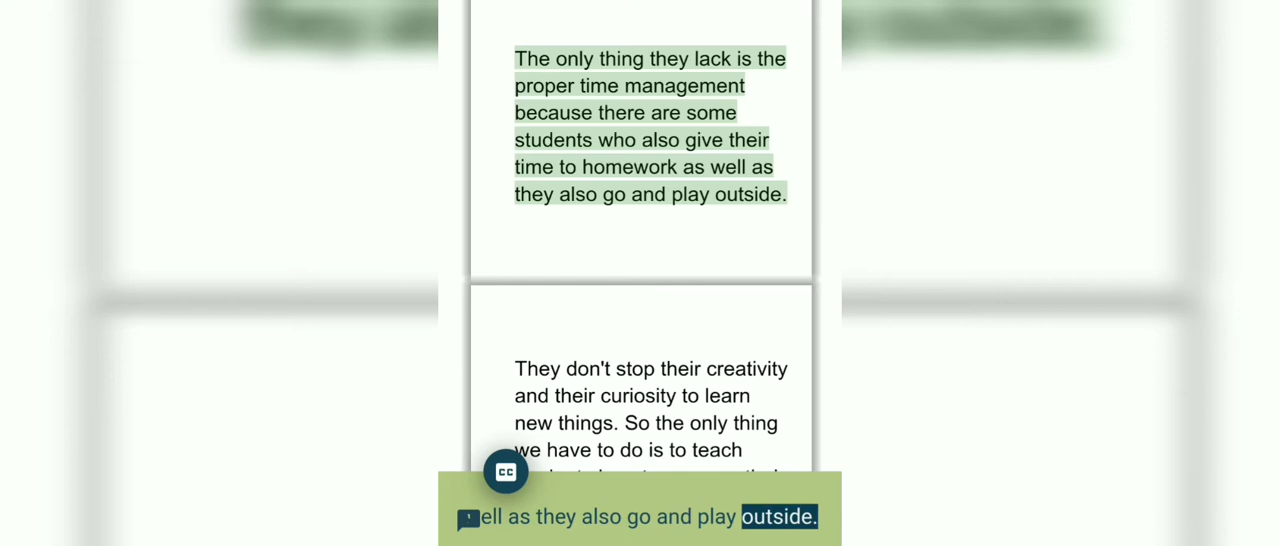 The only thing they lack is the
proper time management
because there are some
students who also give their
time to homework as well as
they also go and play outside.
They don't stop their creativity
and their curiosity to learn
new things. So the only thing
we have to do is to teach
CC
ell as they also go and play outside.